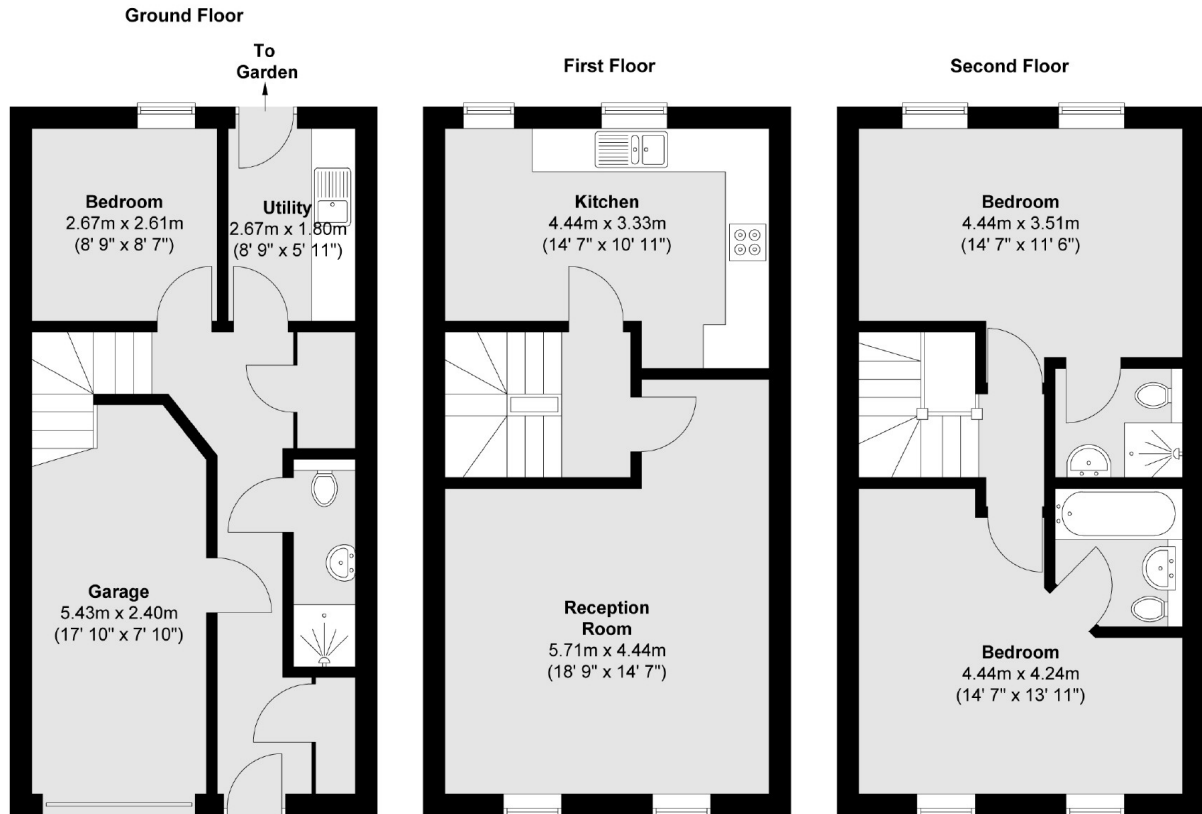 Ground Floor
To
Garden
Bedroom
2.67m x 2.61m
(8' 9" x 8' 7")
Utility
2.67m x 1.80m
(8' 9" x 5' 11")
Garage
5.43m x 2.40m
(17' 10" x 7' 10")
First Floor
Kitchen
4.44m x 3.33m
(14' 7" x 10' 11")
Reception
Room
5.71m x 4.44m
(18' 9" x 14' 7")
Second Floor
Bedroom
4.44m x 3.51m
(14' 7" x 11' 6")
Bedroom
4.44m x 4.24m
(14' 7" x 13' 11")